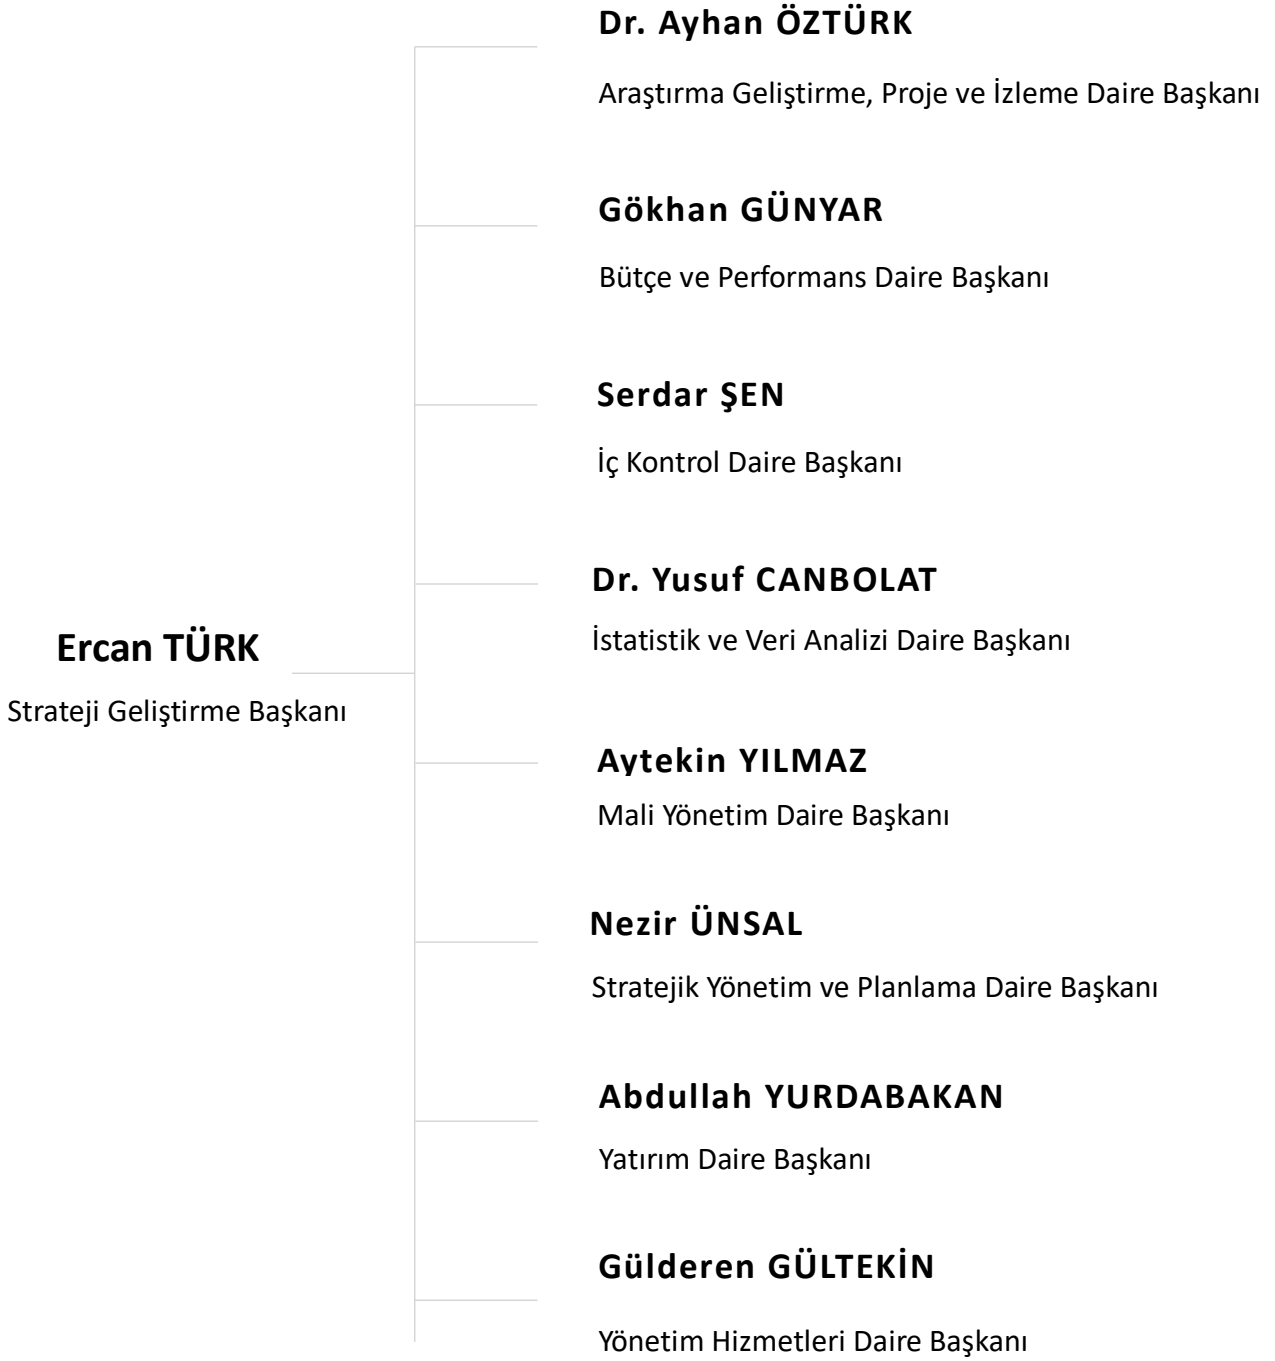 Dr. Ayhan ÖZTÜRK
Araştırma Geliştirme, Proje ve İzleme Daire Başkanı
Gökhan GÜNYAR
Bütçe ve Performans Daire Başkanı
Serdar ŞEN
İç Kontrol Daire Başkanı
Dr. Yusuf CANBOLAT
İstatistik ve Veri Analizi Daire Başkanı
Ercan TÜRK
Strateji Geliştirme Başkanı
Aytekin YILMAZ
Mali Yönetim Daire Başkanı
Nezir ÜNSAL
Stratejik Yönetim ve Planlama Daire Başkanı
Abdullah YURDABAKAN
Yatırım Daire Başkanı
Gülderen GÜLTEKİN
Yönetim Hizmetleri Daire Başkanı